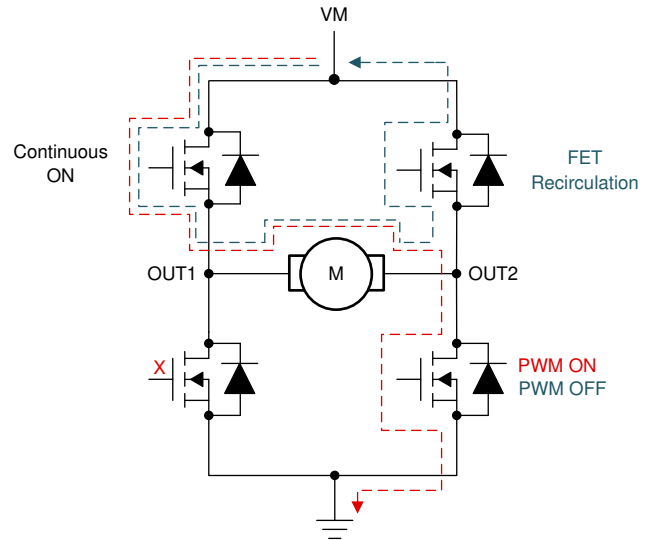 VM
Continuous
ON
FET
Recirculation
OUT1
M
OUT2
X
PWM ON
PWM OFF